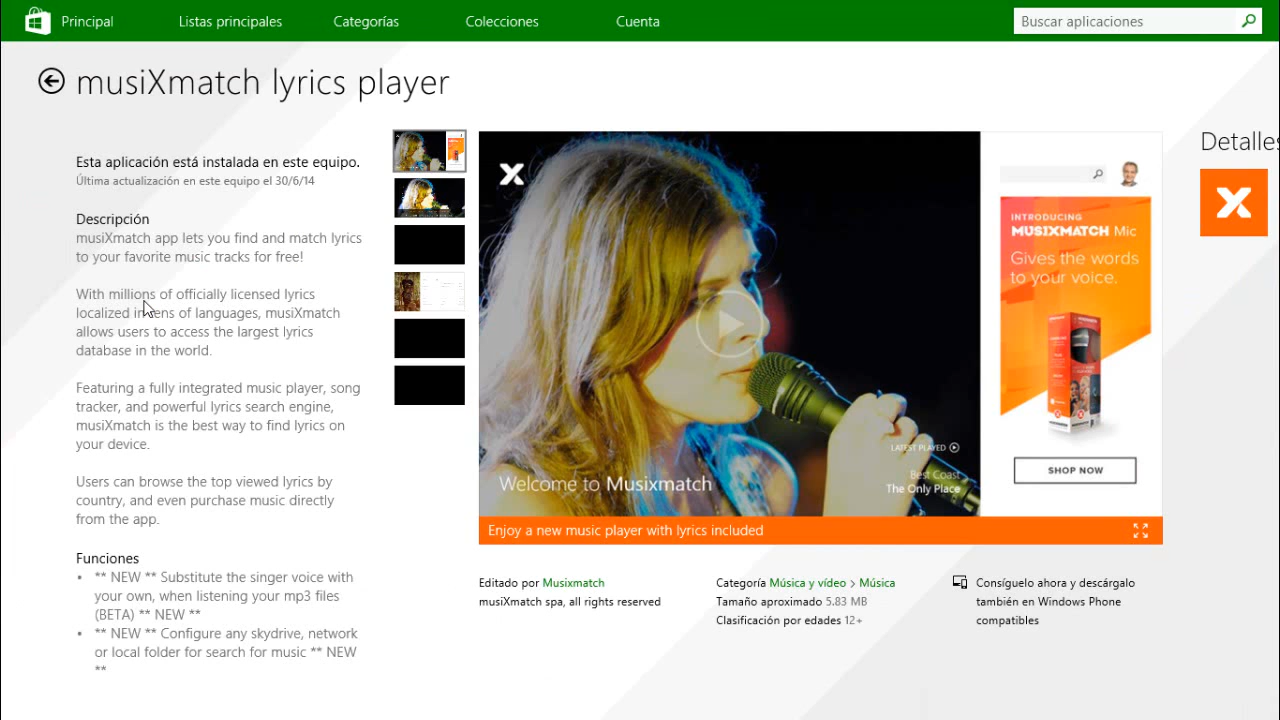 Principal
Listas principales
Categorías
Colecciones
Cuenta
Buscar aplicaciones
musiXmatch lyrics player
Esta aplicación está instalada en este equipo.
Última actualización en este equipo el 30/6/14
Descripción
musiXmatch app lets you find and match lyrics
to your favorite music tracks for free!
With millions of officially licensed lyrics
localized in tens of languages, musiXmatch
allows users to access the largest lyrics
database in the world.
Featuring a fully integrated music player, song
tracker, and powerful lyrics search engine,
musiXmatch is the best way to find lyrics on
your device.
Users can browse the top viewed lyrics by
country, and even purchase music directly
from the app.
Funciones
• ** NEW ** Substitute the singer voice with
your own, when listening your mp3 files
(BETA) ** NEW **
• ** NEW ** Configure any skydrive, network
or local folder for search for music ** NEW
**
INTRODUCING
MUSIXMATCH Mic
Gives the words
to your voice.
SHOP NOW
LATEST PLAYED
Best Coast
The Only Place
Welcome to Musixmatch
Enjoy a new music player with lyrics included
Editado por Musixmatch
musiXmatch spa, all rights reserved
Categoría Música y vídeo > Música
Tamaño aproximado 5.83 MB
Clasificación por edades 12+
Consíguelo ahora y descárgalo
también en Windows Phone
compatibles
Detalles